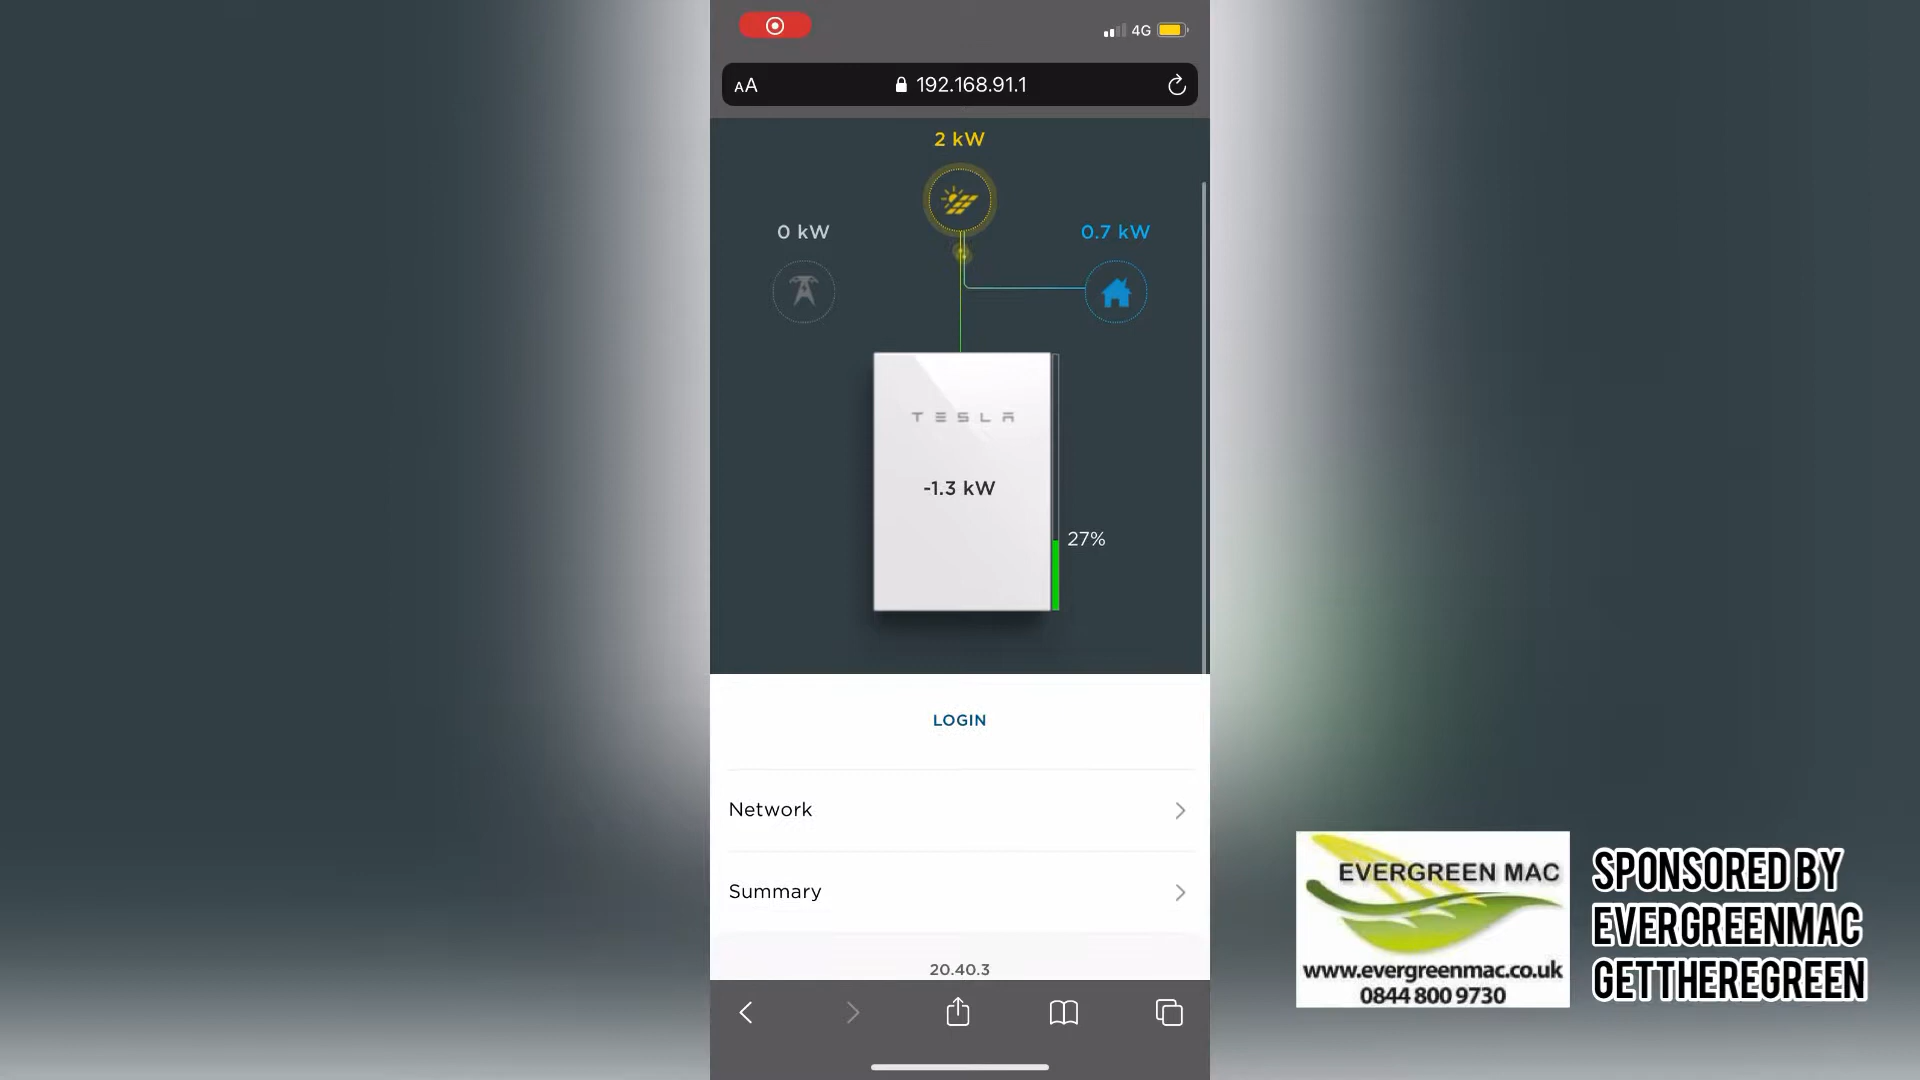 4G
AA
192.168.91.1
2 kW
0 kW
0.7 kW
TESLA
-1.3 kW
27%
LOGIN
Network
Summary
20.40.3
EVERGREEN MAC
www.evergreenmac.co.uk
0844 800 9730
SPONSORED BY
EVERGREENMAC
GETTHEREGREEN